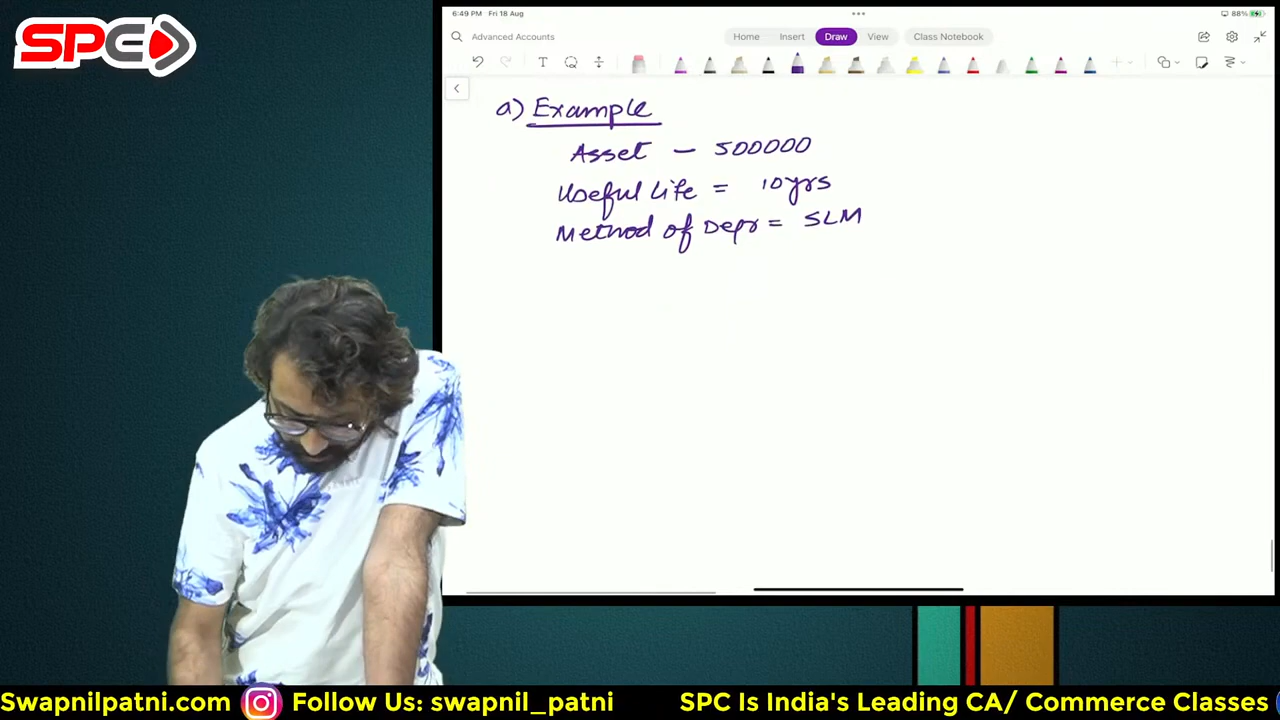 SPC
6:49 PM Fri 18 Aug
88%
Advanced Accounts
Home Insert Draw View Class Notebook
a) Example
Asset - 500000
Useful Life = 10yrs
Method of Depr = SLM
Swapnilpatni.com Follow Us: swapnil_patni SPC Is India's Leading CA/ Commerce Classes